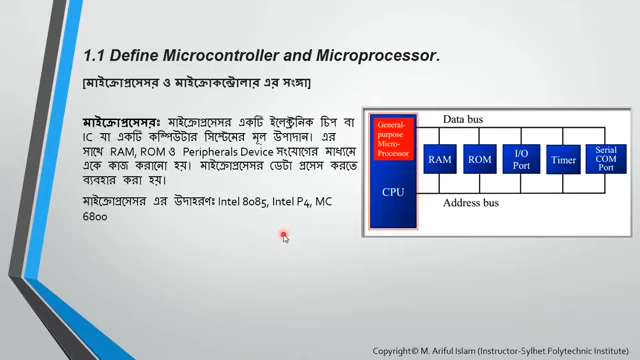 1.1 Define Microcontroller and Microprocessor.
[মাইক্রোপ্রসেসর ও মাইক্রোকন্ট্রোলার এর সংঙ্গা]
মাইক্রোপ্রসেসরঃ মাইক্রোপ্রসেসর একটি ইলেক্ট্রনিক চিপ বা
IC যা একটি কম্পিউটার সিস্টেমের মূল উপাদান। এর
সাথে RAM, ROM ও Peripherals Device সংযোগের মাধ্যমে
একে কাজ করানো হয়। মাইক্রোপ্রসেসর ডেটা প্রসেস করতে
ব্যবহার করা হয়।
মাইক্রোপ্রসেসর এর উদাহরণঃ Intel 8085, Intel P4, MC
6800
General-
purpose
Micro-
Processor
CPU
Data bus
RAM
ROM
I/O
Port
Timer
Serial
COM
Port
Address bus
Copyright© M. Ariful Islam (Instructor-Sylhet Polytechnic Institute)